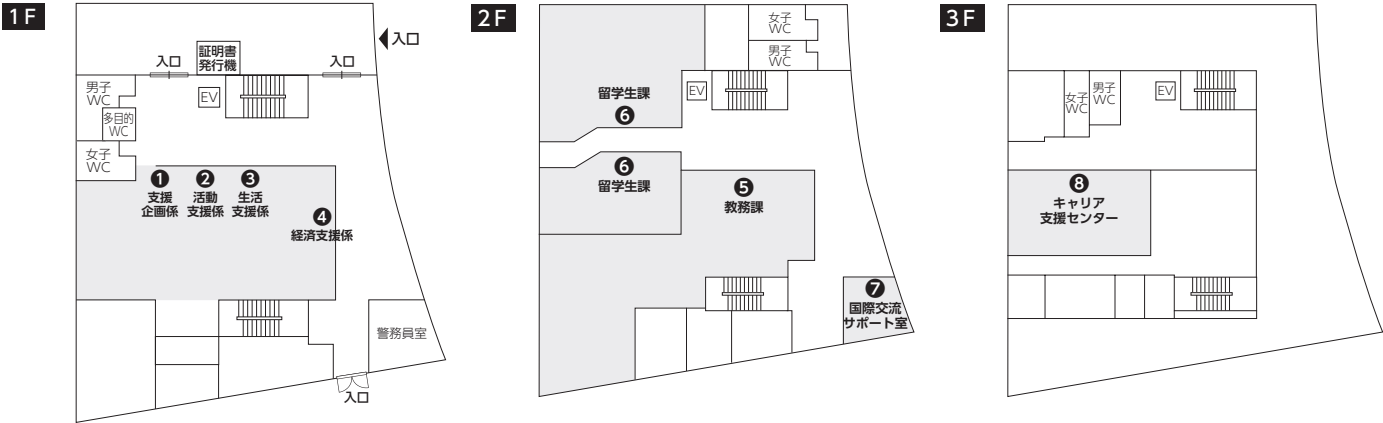 1F
入口
証明書
発行機
入口
入口
男子
WC
EV
多目的
WC
女子
WC
❶
支援
企画係
❷
活動
支援係
❸
生活
支援係
❹
経済支援係
警務員室
入口
2F
女子
WC
男子
WC
留学生課
❻
EV
❻
留学生課
❺
教務課
❼
国際交流
サポート室
3F
女子
WC
男子
WC
EV
❽
キャリア
支援センター